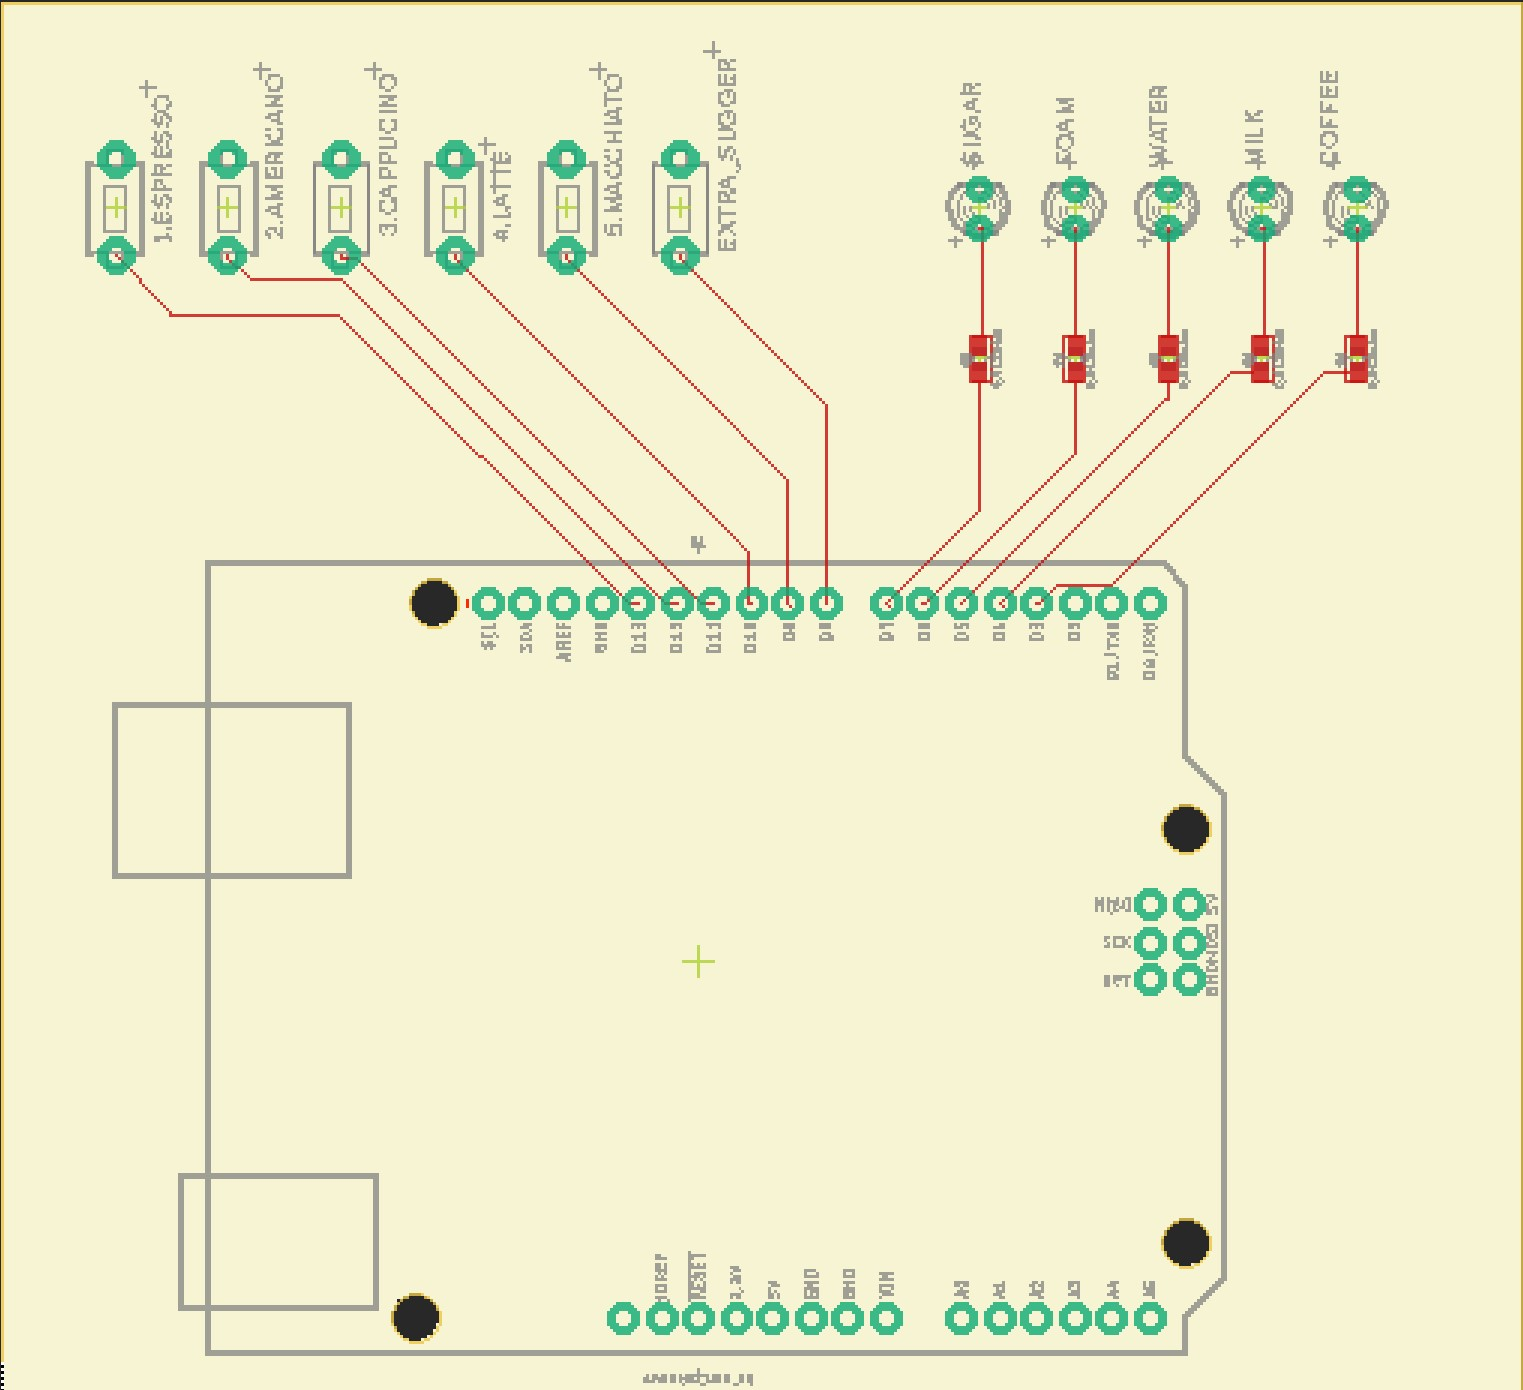 1.ESPRESSO
2.AMERICANO
3.CAPPUCINO
4.LATTE
5.MACCHIATO
EXTRA_SUGGER
SUGAR
FOAM
WATER
MILK
COFFEE
SCL
SDA
AREF
GND
D13
D12
D11
D10
D9
D8
D7
D6
D5
D4
D3
D2
D1/TX
D0/RX
5V
SCK
IOREF
RESET
3.3V
5V
GND
GND
VIN
A0
A1
A2
A3
A4
A5